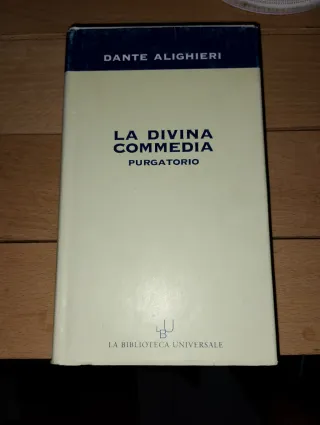 DANTE ALIGHIERI
LA DIVINA
COMMEDIA
PURGATORIO
LBU
LA BIBLIOTECA UNIVERSALE